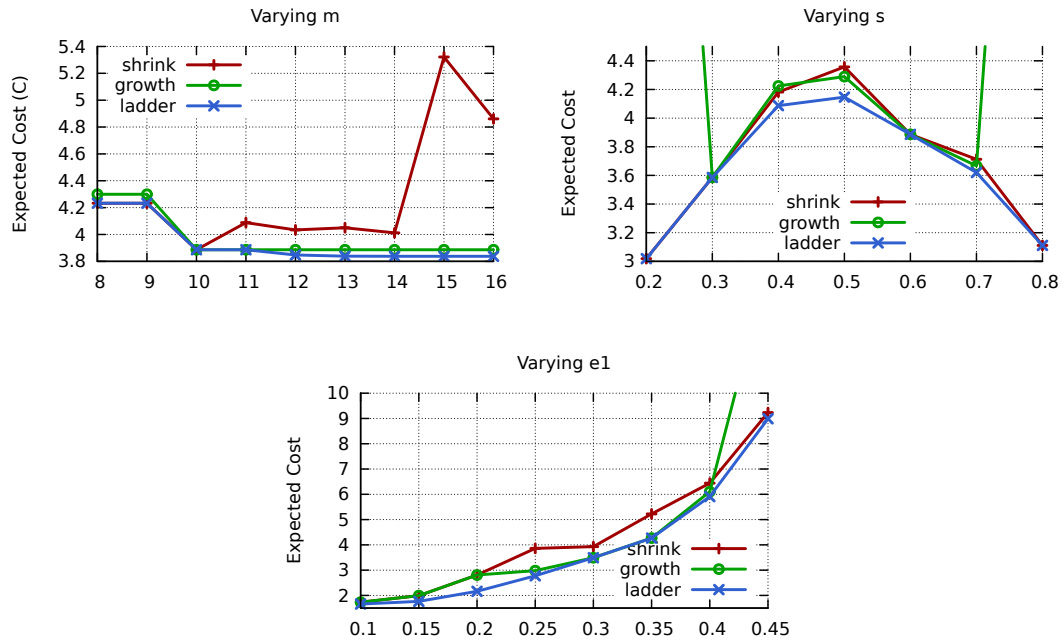 Varying m
Expected Cost (C)
5.4
5.2
5
4.8
4.6
4.4
4.2
4
3.8
8 9 10 11 12 13 14 15 16
shrink
growth
ladder
Varying s
Expected Cost
4.4
4.2
4
3.8
3.6
3.4
3.2
3
0.2 0.3 0.4 0.5 0.6 0.7 0.8
shrink
growth
ladder
Varying e1
Expected Cost
10
9
8
7
6
5
4
3
2
0.1 0.15 0.2 0.25 0.3 0.35 0.4 0.45
shrink
growth
ladder